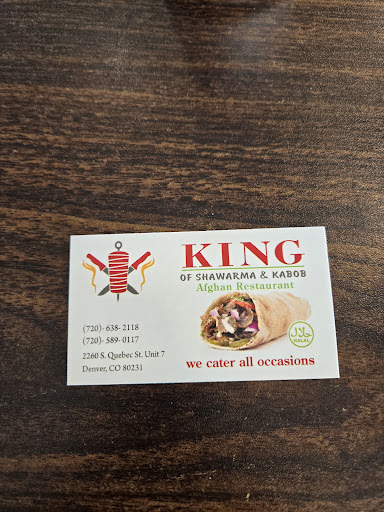 KING
OF SHAWARMA & KABOB
Afghan Restaurant
حلال
HALAL
(720)- 638- 2118
(720)- 589- 0117
2260 S. Quebec St. Unit 7
Denver, CO 80231
we cater all occasions